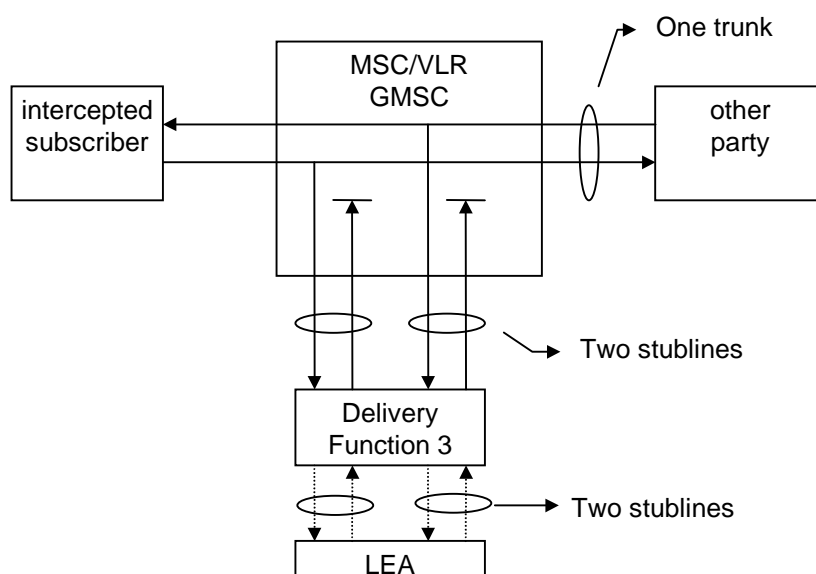 One trunk
MSC/VLR
GMSC
intercepted
subscriber
other
party
Two stublines
Delivery
Function 3
Two stublines
LEA